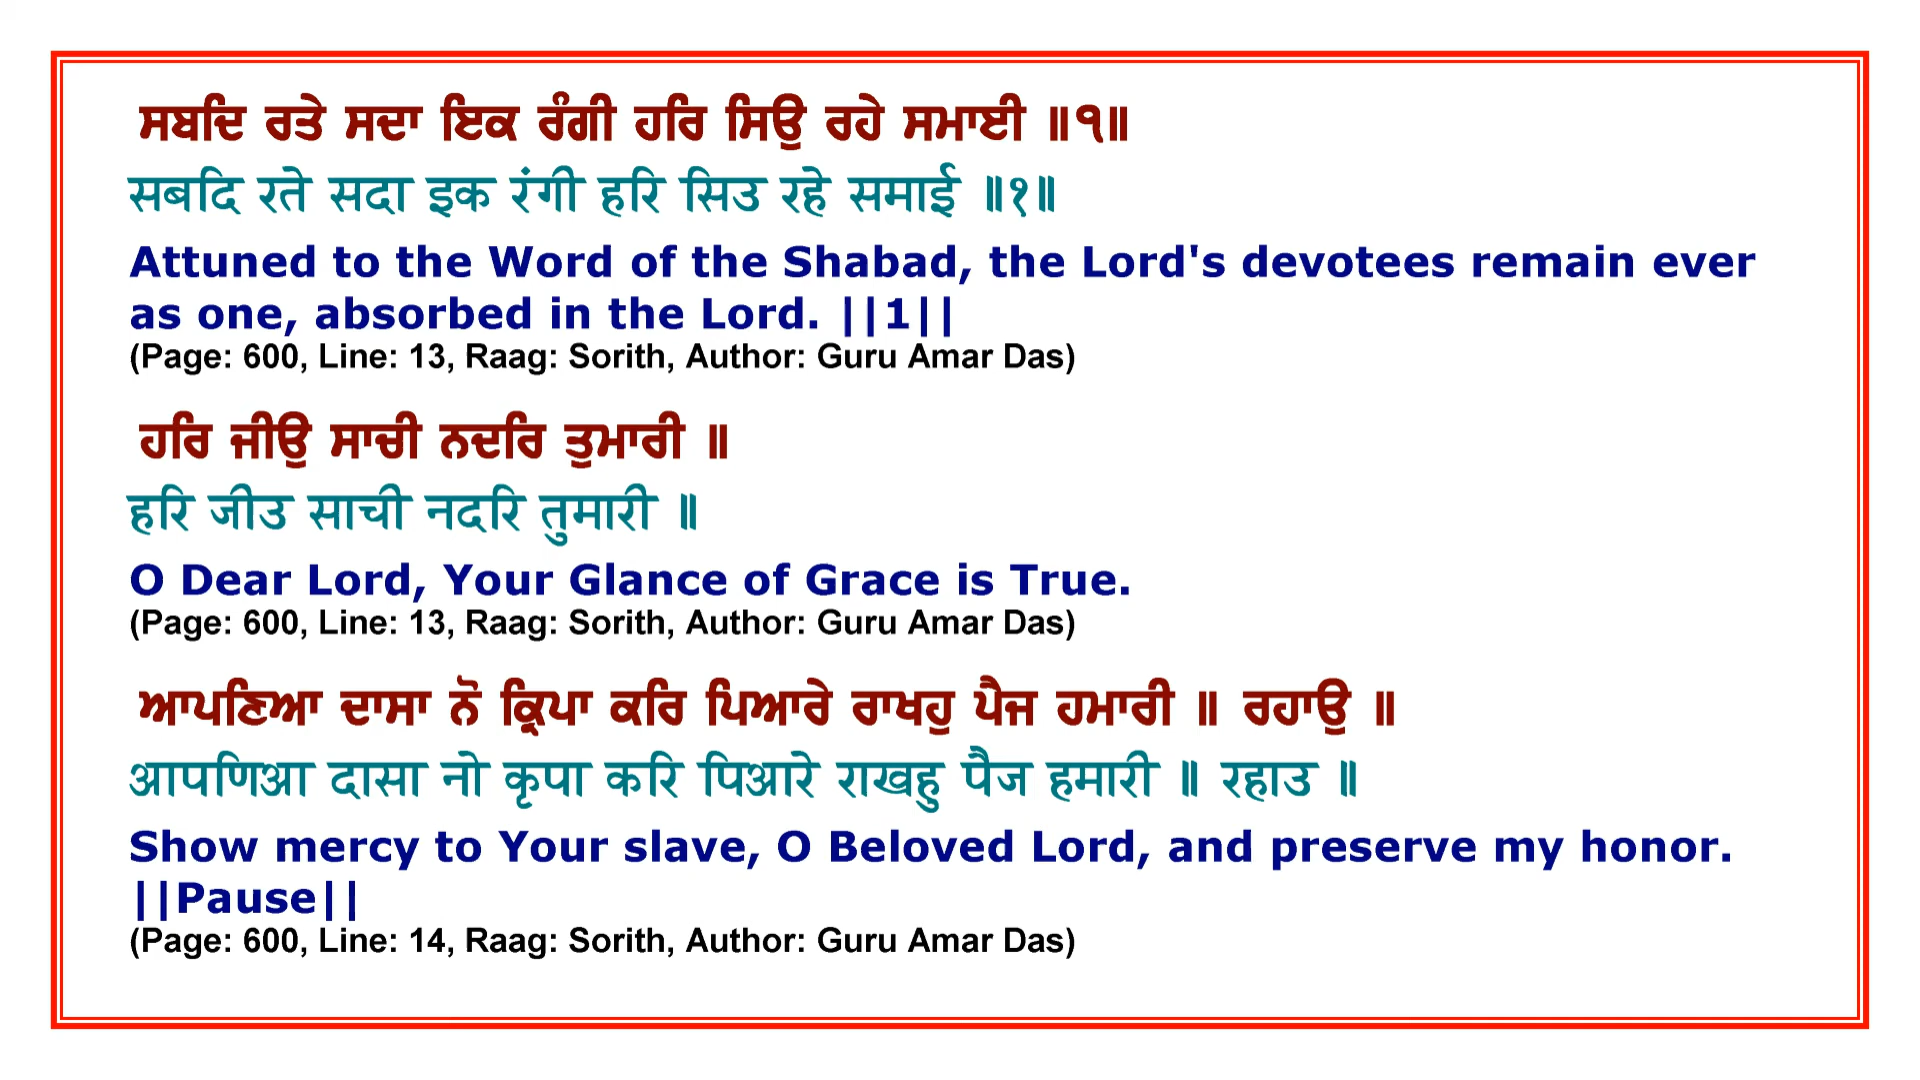 ਸਬਦਿ ਰਤੇ ਸਦਾ ਇਕ ਰੰਗੀ ਹਰਿ ਸਿਉ ਰਹੇ ਸਮਾਈ ॥੧॥
सबदि रते सदा इक रंगी हरि सिउ रहे समाई ॥१॥
Attuned to the Word of the Shabad, the Lord's devotees remain ever
as one, absorbed in the Lord. ||1||
(Page: 600, Line: 13, Raag: Sorith, Author: Guru Amar Das)
ਹਰਿ ਜੀਉ ਸਾਚੀ ਨਦਰਿ ਤੁਮਾਰੀ ॥
हरि जीउ साची नदरि तुमारी ॥
O Dear Lord, Your Glance of Grace is True.
(Page: 600, Line: 13, Raag: Sorith, Author: Guru Amar Das)
ਆਪਣਿਆ ਦਾਸਾ ਨੋ ਕ੍ਰਿਪਾ ਕਰਿ ਪਿਆਰੇ ਰਾਖਹੁ ਪੈਜ ਹਮਾਰੀ ॥ ਰਹਾਉ ॥
आपणिआ दासा नो कृपा करि पिआरे राखहु पैज हमारी ॥ रहाउ ॥
Show mercy to Your slave, O Beloved Lord, and preserve my honor.
||Pause||
(Page: 600, Line: 14, Raag: Sorith, Author: Guru Amar Das)